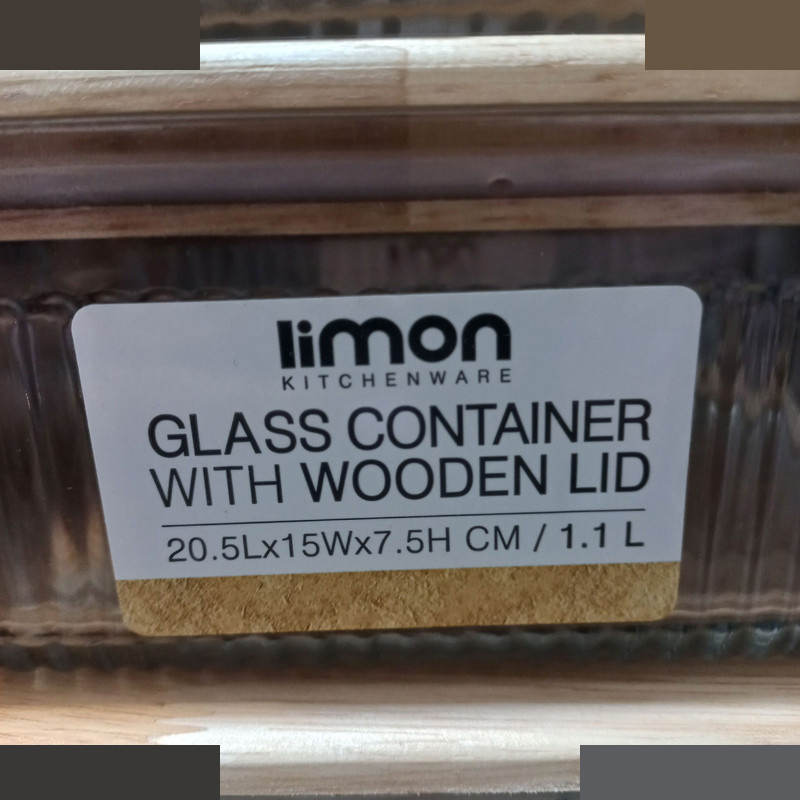 limon
KITCHENWARE
GLASS CONTAINER
WITH WOODEN LID
20.5Lx15Wx7.5H CM / 1.1 L